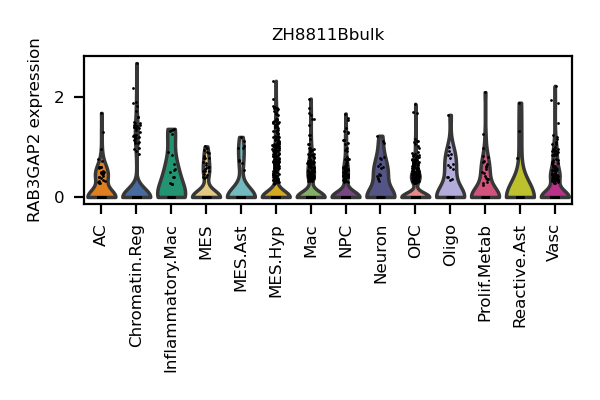 ZH8811Bbulk
RAB3GAP2 expression
2
0
AC
Chromatin.Reg
Inflammatory.Mac
MES
MES.Ast
MES.Hyp
Mac
NPC
Neuron
OPC
Oligo
Prolif.Metab
Reactive.Ast
Vasc